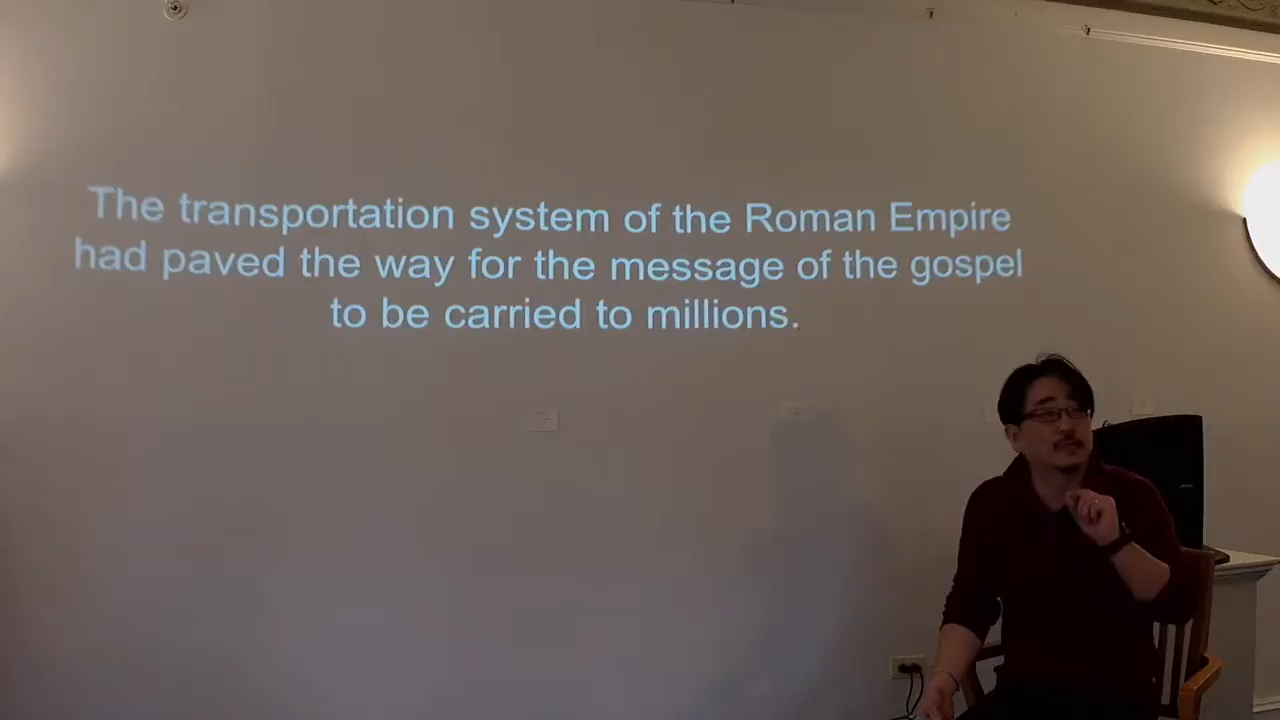 The transportation system of the Roman Empire
had paved the way for the message of the gospel
to be carried to millions.